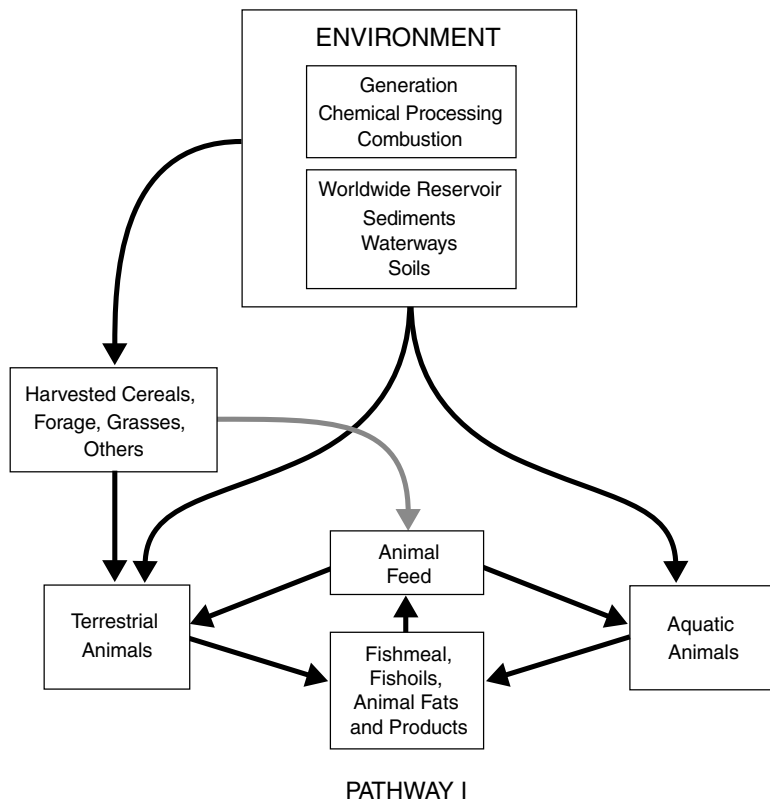 ENVIRONMENT
Generation
Chemical Processing
Combustion
Worldwide Reservoir
Sediments
Waterways
Soils
Harvested Cereals,
Forage, Grasses,
Others
Animal
Feed
Terrestrial
Animals
Aquatic
Animals
Fishmeal,
Fishoils,
Animal Fats
and Products
PATHWAY I